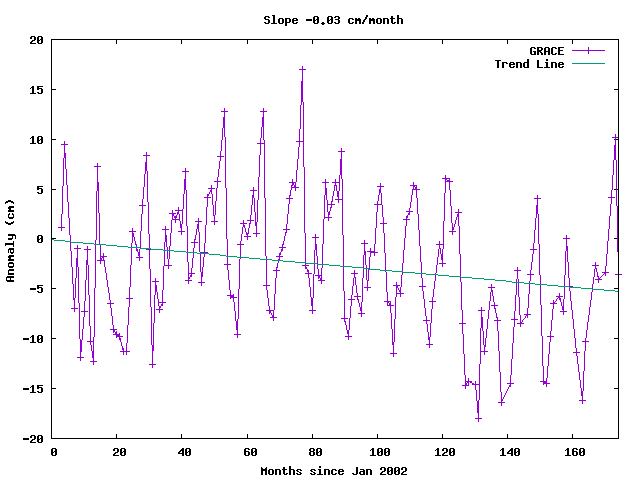 Slope -0.03 cm/month
20
15
10
5
0
-5
-10
-15
-20
Anomaly (cm)
GRACE
Trend Line
0 20 40 60 80 100 120 140 160
Months since Jan 2002